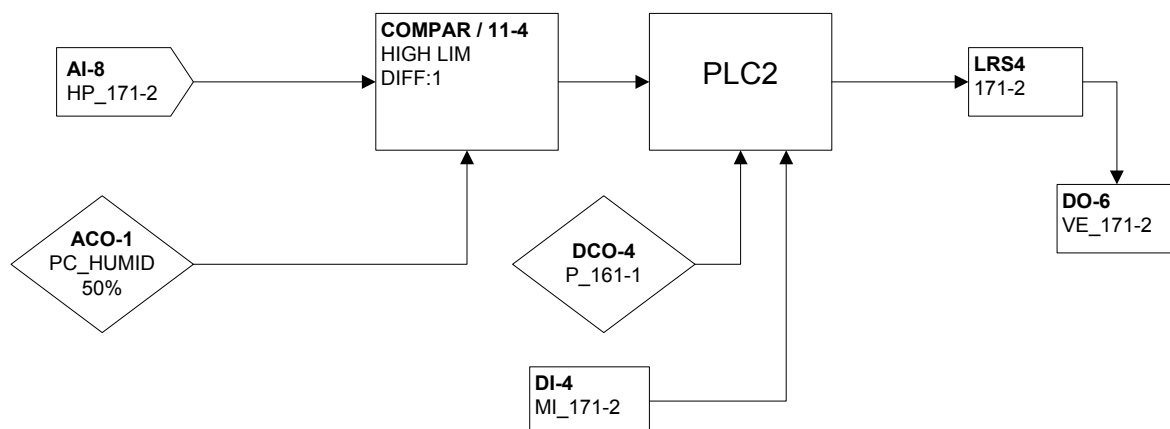 AI-8
HP_171-2
COMPAR / 11-4
HIGH LIM
DIFF:1
PLC2
LRS4
171-2
DO-6
VE_171-2
ACO-1
PC_HUMID
50%
DCO-4
P_161-1
DI-4
MI_171-2